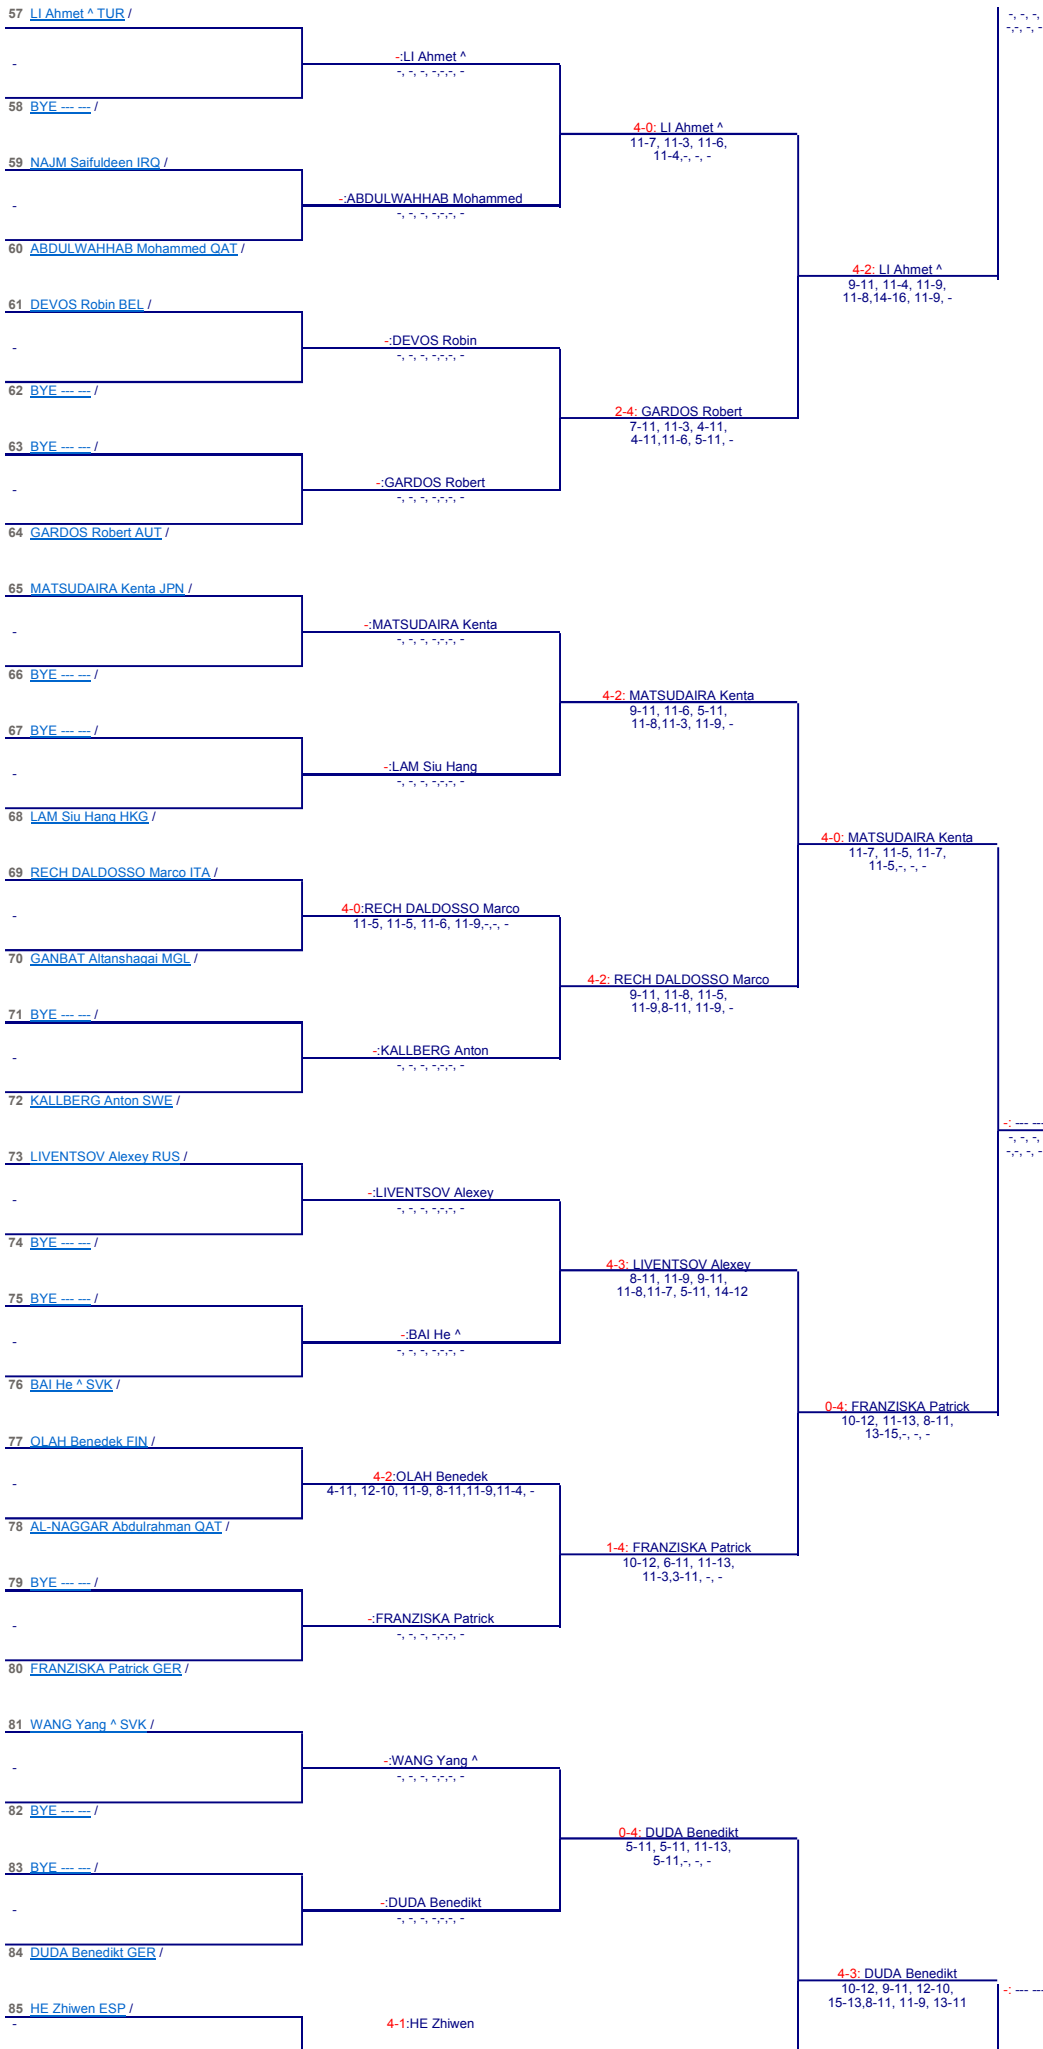 57 LI Ahmet ^ TUR /
-, -, -,
-,-, -, -
-
-:LI Ahmet ^
-, -, -, -,-,-, -
58 BYE --- --- /
4-0: LI Ahmet ^
11-7, 11-3, 11-6,
11-4,-, -, -
59 NAJM Saifuldeen IRQ /
-
-:ABDULWAHHAB Mohammed
-, -, -, -,-,-, -
60 ABDULWAHHAB Mohammed QAT /
4-2: LI Ahmet ^
9-11, 11-4, 11-9,
11-8,14-16, 11-9, -
61 DEVOS Robin BEL /
-
-:DEVOS Robin
-, -, -, -,-,-, -
62 BYE --- --- /
2-4: GARDOS Robert
7-11, 11-3, 4-11,
4-11,11-6, 5-11, -
63 BYE --- --- /
-
-:GARDOS Robert
-, -, -, -,-,-, -
64 GARDOS Robert AUT /
65 MATSUDAIRA Kenta JPN /
-
-:MATSUDAIRA Kenta
-, -, -, -,-,-, -
66 BYE --- --- /
4-2: MATSUDAIRA Kenta
9-11, 11-6, 5-11,
11-8,11-3, 11-9, -
67 BYE --- --- /
-
-:LAM Siu Hang
-, -, -, -,-,-, -
68 LAM Siu Hang HKG /
4-0: MATSUDAIRA Kenta
11-7, 11-5, 11-7,
11-5,-, -, -
69 RECH DALDOSSO Marco ITA /
-
4-0:RECH DALDOSSO Marco
11-5, 11-5, 11-6, 11-9,-,-, -
70 GANBAT Altanshagai MGL /
4-2: RECH DALDOSSO Marco
9-11, 11-8, 11-5,
11-9,8-11, 11-9, -
71 BYE --- --- /
-
-:KALLBERG Anton
-, -, -, -,-,-, -
72 KALLBERG Anton SWE /
-: --- ---
-, -, -,
-,-, -, -
73 LIVENTSOV Alexey RUS /
-
-:LIVENTSOV Alexey
-, -, -, -,-,-, -
74 BYE --- --- /
4-3: LIVENTSOV Alexey
8-11, 11-9, 9-11,
11-8,11-7, 5-11, 14-12
75 BYE --- --- /
-
-:BAI He ^
-, -, -, -,-,-, -
76 BAI He ^ SVK /
0-4: FRANZISKA Patrick
10-12, 11-13, 8-11,
13-15,-, -, -
77 OLAH Benedek FIN /
-
4-2:OLAH Benedek
4-11, 12-10, 11-9, 8-11,11-9,11-4, -
78 AL-NAGGAR Abdulrahman QAT /
1-4: FRANZISKA Patrick
10-12, 6-11, 11-13,
11-3,3-11, -, -
79 BYE --- --- /
-
-:FRANZISKA Patrick
-, -, -, -,-,-, -
80 FRANZISKA Patrick GER /
81 WANG Yang ^ SVK /
-
-:WANG Yang ^
-, -, -, -,-,-, -
82 BYE --- --- /
0-4: DUDA Benedikt
5-11, 5-11, 11-13,
5-11,-, -, -
83 BYE --- --- /
-
-:DUDA Benedikt
-, -, -, -,-,-, -
84 DUDA Benedikt GER /
4-3: DUDA Benedikt
10-12, 9-11, 12-10,
15-13,8-11, 11-9, 13-11
-: --- ---
85 HE Zhiwen ESP /
-
4-1:HE Zhiwen